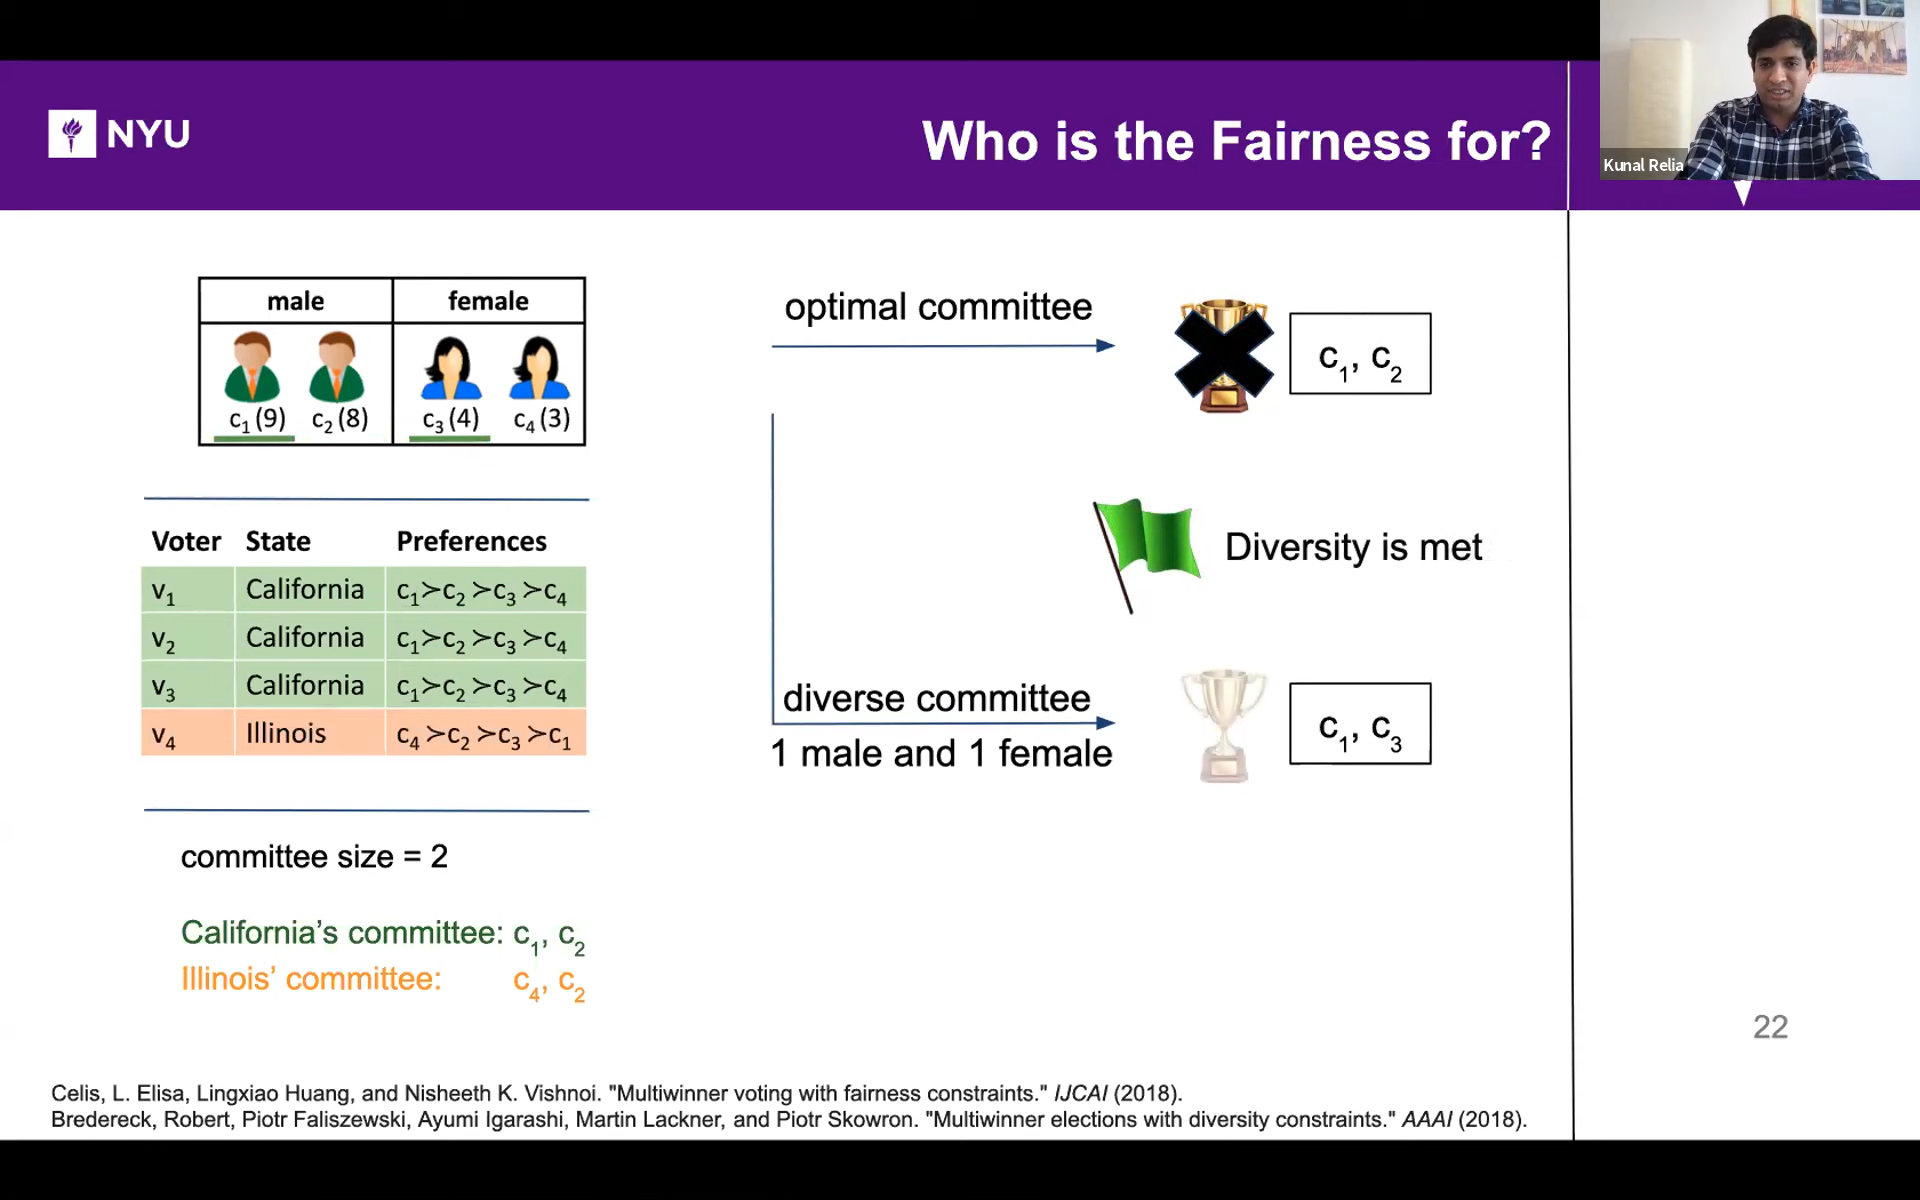 NYU
Who is the Fairness for?
Kunal Relia
male female
c1 (9) c2 (8) c3 (4) c4 (3)
optimal committee
c1, c2
Diversity is met
diverse committee
1 male and 1 female
c1, c3
Voter State Preferences
v1 California c1≻c2≻c3≻c4
v2 California c1≻c2≻c3≻c4
v3 California c1≻c2≻c3≻c4
v4 Illinois c4≻c2≻c3≻c1
committee size = 2
California’s committee: c1, c2
Illinois’ committee: c4, c2
22
Celis, L. Elisa, Lingxiao Huang, and Nisheeth K. Vishnoi. "Multiwinner voting with fairness constraints." IJCAI (2018).
Bredereck, Robert, Piotr Faliszewski, Ayumi Igarashi, Martin Lackner, and Piotr Skowron. "Multiwinner elections with diversity constraints." AAAI (2018).